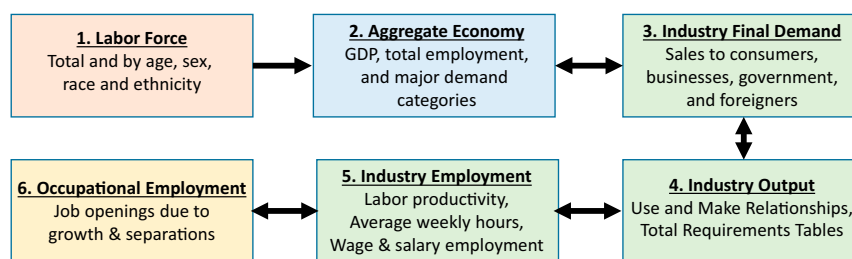 1. Labor Force
Total and by age, sex,
race and ethnicity
2. Aggregate Economy
GDP, total employment,
and major demand
categories
3. Industry Final Demand
Sales to consumers,
businesses, government,
and foreigners
4. Industry Output
Use and Make Relationships,
Total Requirements Tables
5. Industry Employment
Labor productivity,
Average weekly hours,
Wage & salary employment
6. Occupational Employment
Job openings due to
growth & separations